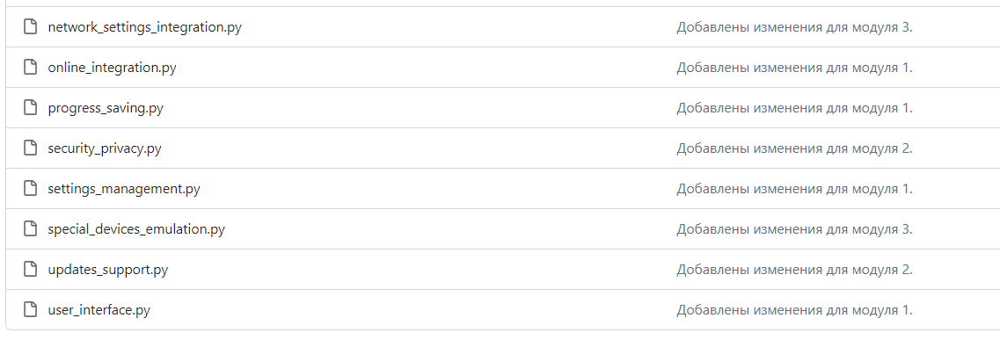 network_settings_integration.py Добавлены изменения для модуля 3.
online_integration.py Добавлены изменения для модуля 1.
progress_saving.py Добавлены изменения для модуля 1.
security_privacy.py Добавлены изменения для модуля 2.
settings_management.py Добавлены изменения для модуля 1.
special_devices_emulation.py Добавлены изменения для модуля 3.
updates_support.py Добавлены изменения для модуля 2.
user_interface.py Добавлены изменения для модуля 1.